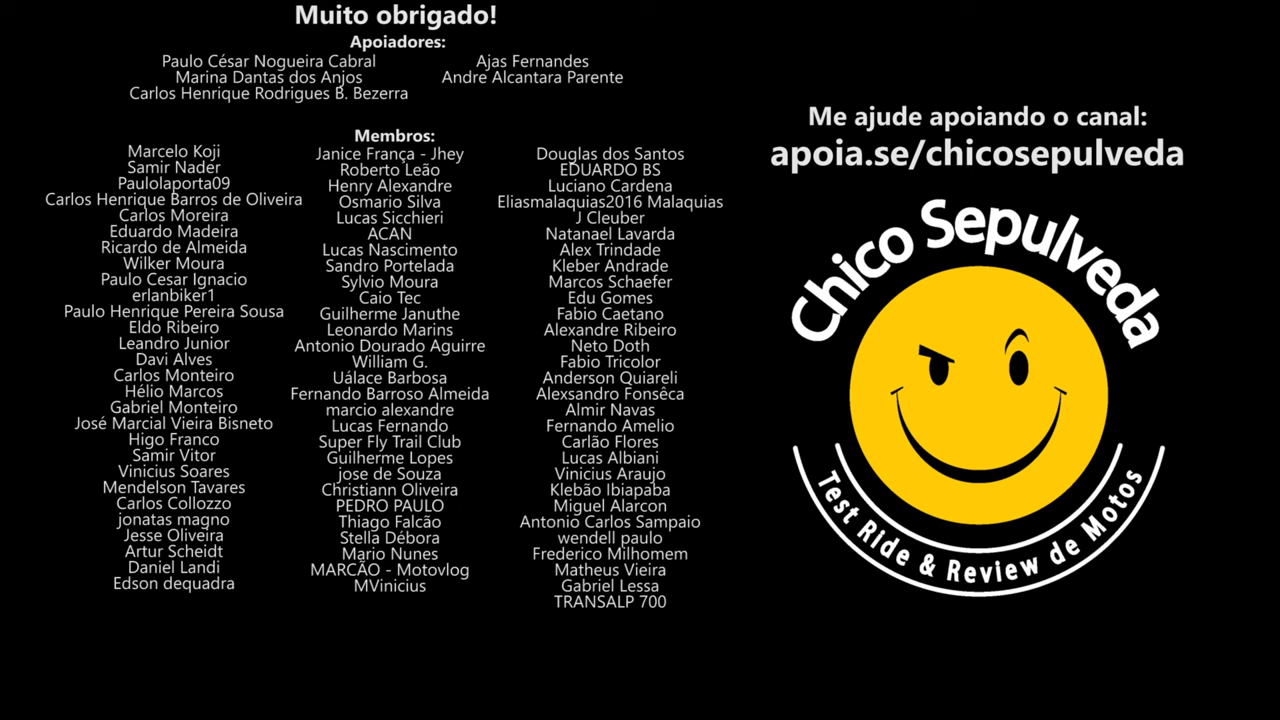 Muito obrigado!
Apoiadores:
Paulo César Nogueira Cabral
Marina Dantas dos Anjos
Carlos Henrique Rodrigues B. Bezerra
Ajas Fernandes
Andre Alcantara Parente
Membros:
Marcelo Koji
Samir Nader
Paulolaporta09
Carlos Henrique Barros de Oliveira
Carlos Moreira
Eduardo Madeira
Ricardo de Almeida
Wilker Moura
Paulo Cesar Ignacio
erlanbiker1
Paulo Henrique Pereira Sousa
Eldo Ribeiro
Leandro Junior
Davi Alves
Carlos Monteiro
Hélio Marcos
Gabriel Monteiro
José Marcial Vieira Bisneto
Higo Franco
Samir Vitor
Vinicius Soares
Mendelson Tavares
Carlos Collozzo
jonatas magno
Jesse Oliveira
Artur Scheidt
Daniel Landi
Edson dequadra
Janice França - Jhey
Roberto Leão
Henry Alexandre
Osmario Silva
Lucas Sicchieri
ACAN
Lucas Nascimento
Sandro Portelada
Sylvio Moura
Caio Tec
Guilherme Januthe
Leonardo Marins
Antonio Dourado Aguirre
William G.
Uálace Barbosa
Fernando Barroso Almeida
marcio alexandre
Lucas Fernando
Super Fly Trail Club
Guilherme Lopes
jose de Souza
Christiann Oliveira
PEDRO PAULO
Thiago Falcão
Stella Débora
Mario Nunes
MARCÃO - Motovlog
MVinicius
Douglas dos Santos
EDUARDO BS
Luciano Cardena
Eliasmalaquias2016 Malaquias
J Cleuber
Natanael Lavarda
Alex Trindade
Kleber Andrade
Marcos Schaefer
Edu Gomes
Fabio Caetano
Alexandre Ribeiro
Neto Doth
Fabio Tricolor
Anderson Quiareli
Alexsandro Fonsêca
Almir Navas
Fernando Amelio
Carlão Flores
Lucas Albiani
Vinicius Araujo
Klebão Ibiapaba
Miguel Alarcon
Antonio Carlos Sampaio
wendell paulo
Frederico Milhomem
Matheus Vieira
Gabriel Lessa
TRANSALP 700
Me ajude apoiando o canal:
apoia.se/chicosepulveda
Chico Sepulveda
Test Ride & Review de Motos